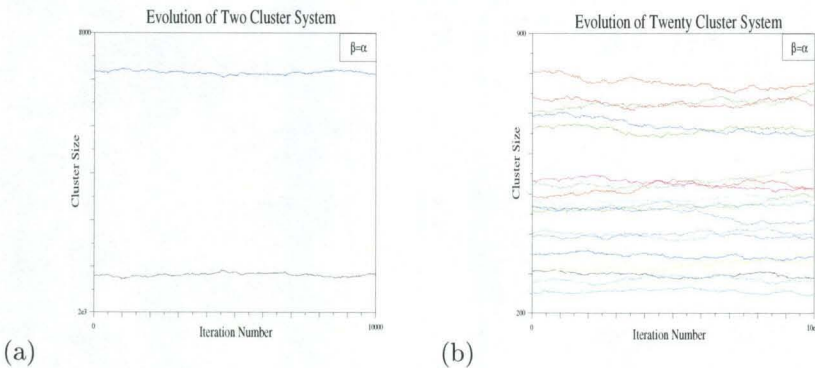 Evolution of Two Cluster System
8000
β=α
Cluster Size
2e3
0
10000
Iteration Number
(a)
Evolution of Twenty Cluster System
900
β=α
Cluster Size
200
0
Iteration Number
(b)